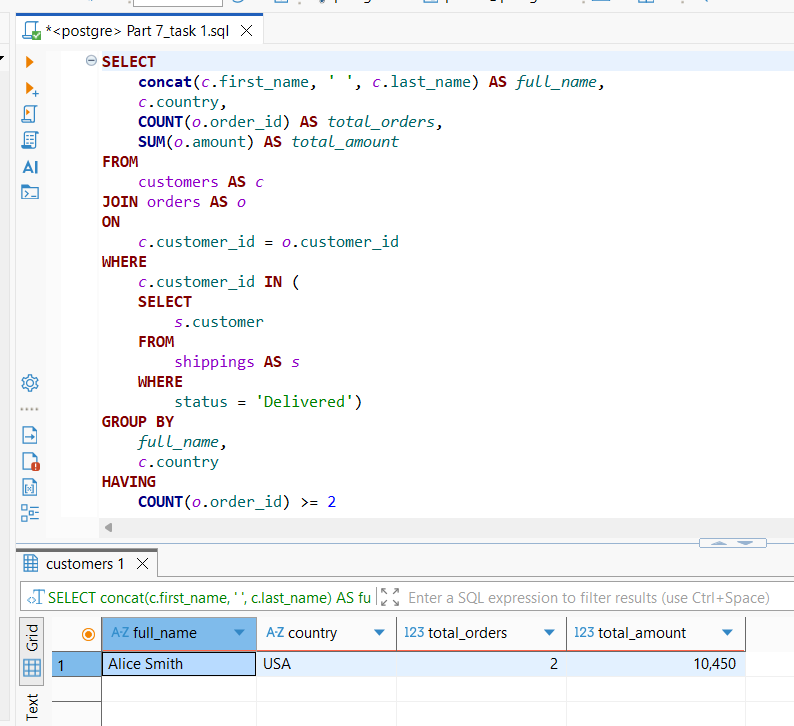 *<postgre> Part 7_task 1.sql
SELECT
concat(c.first_name, ' ', c.last_name) AS full_name,
c.country,
COUNT(o.order_id) AS total_orders,
SUM(o.amount) AS total_amount
FROM
customers AS c
JOIN orders AS o
ON
c.customer_id = o.customer_id
WHERE
c.customer_id IN (
SELECT
s.customer
FROM
shippings AS s
WHERE
status = 'Delivered')
GROUP BY
full_name,
c.country
HAVING
COUNT(o.order_id) >= 2
AI
customers 1
SELECT concat(c.first_name, ' ', c.last_name) AS fu
Enter a SQL expression to filter results (use Ctrl+Space)
Grid
Text
A-Z full_name A-Z country 123 total_orders 123 total_amount
1 Alice Smith USA 2 10,450